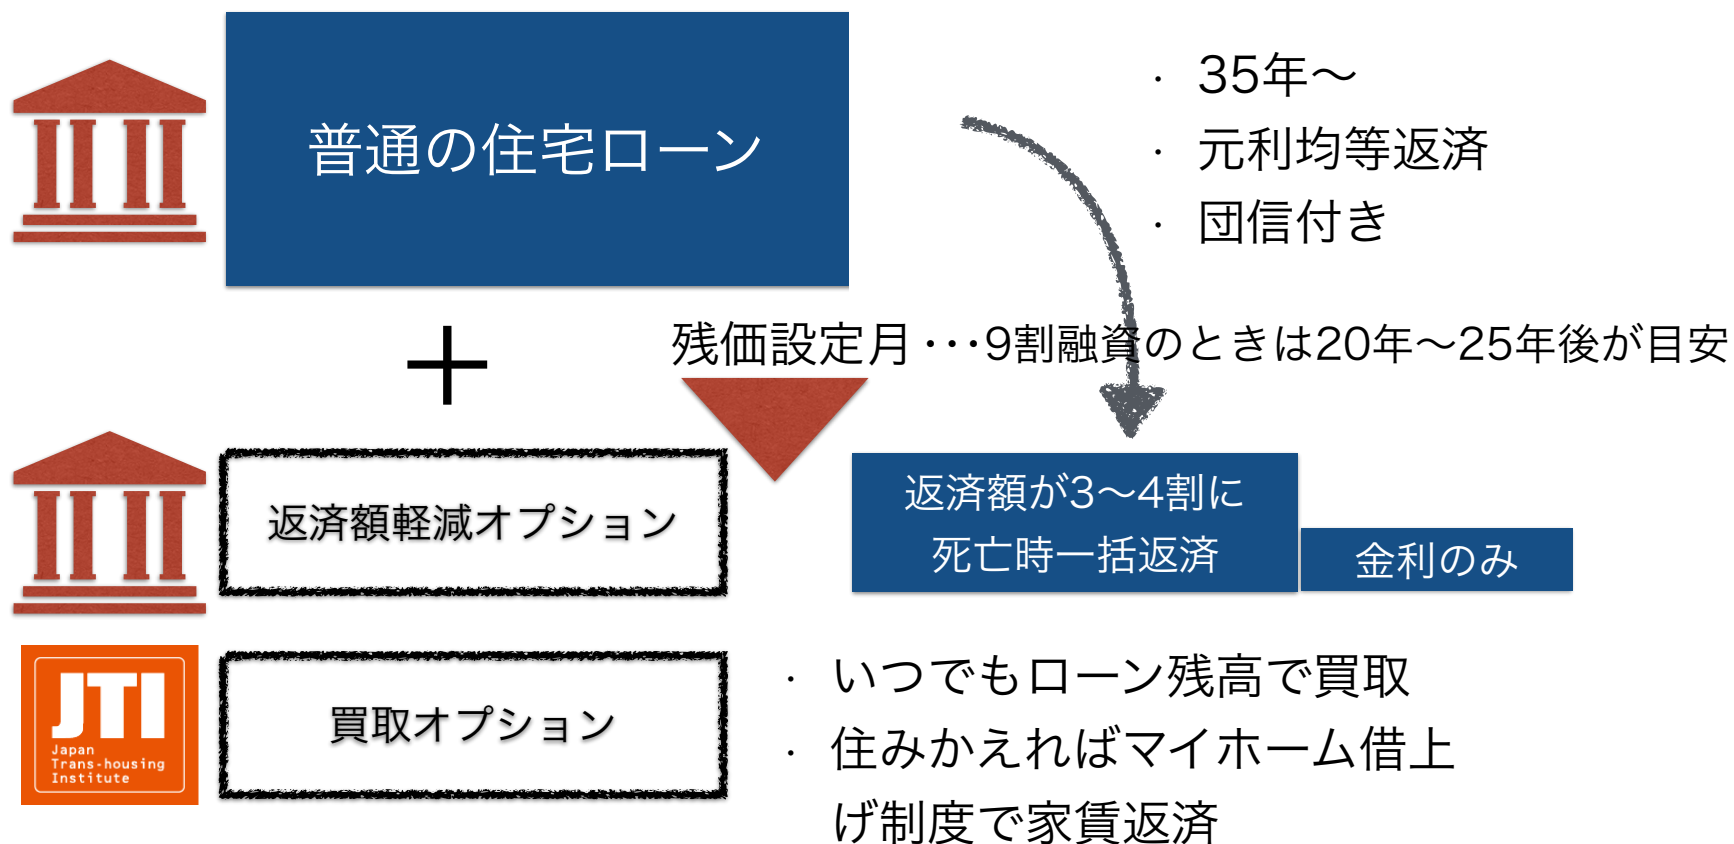 普通の住宅ローン
・ 35年〜
・ 元利均等返済
・ 団信付き
＋
残価設定月・・・9割融資のときは20年〜25年後が目安
返済額軽減オプション
返済額が3〜4割に
死亡時一括返済
金利のみ
JTI
Japan
Trans-housing
Institute
買取オプション
・ いつでもローン残高で買取
・ 住みかえればマイホーム借上
げ制度で家賃返済